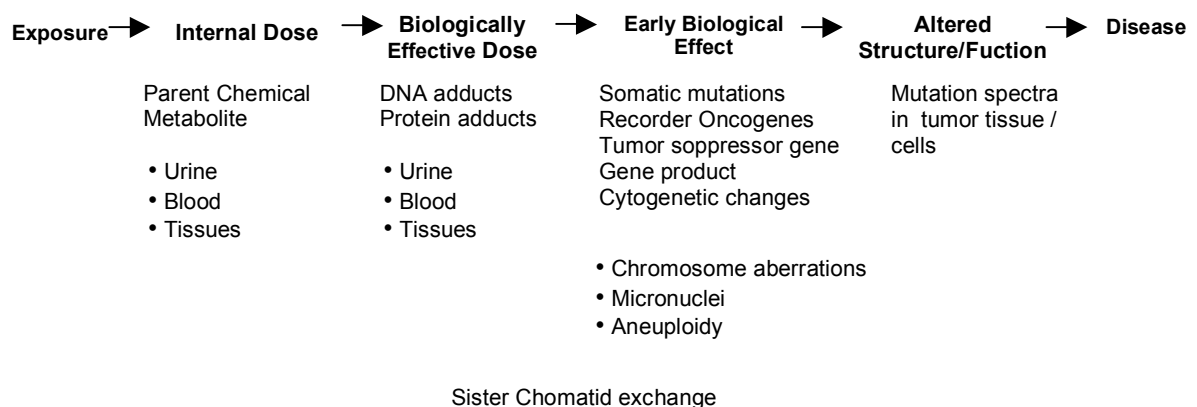 Exposure
Internal Dose
Biologically
Effective Dose
Early Biological
Effect
Altered
Structure/Fuction
Disease
Parent Chemical
Metabolite
• Urine
• Blood
• Tissues
DNA adducts
Protein adducts
• Urine
• Blood
• Tissues
Somatic mutations
Recorder Oncogenes
Tumor soppressor gene
Gene product
Cytogenetic changes
• Chromosome aberrations
• Micronuclei
• Aneuploidy
Mutation spectra
in tumor tissue /
cells
Sister Chomatid exchange